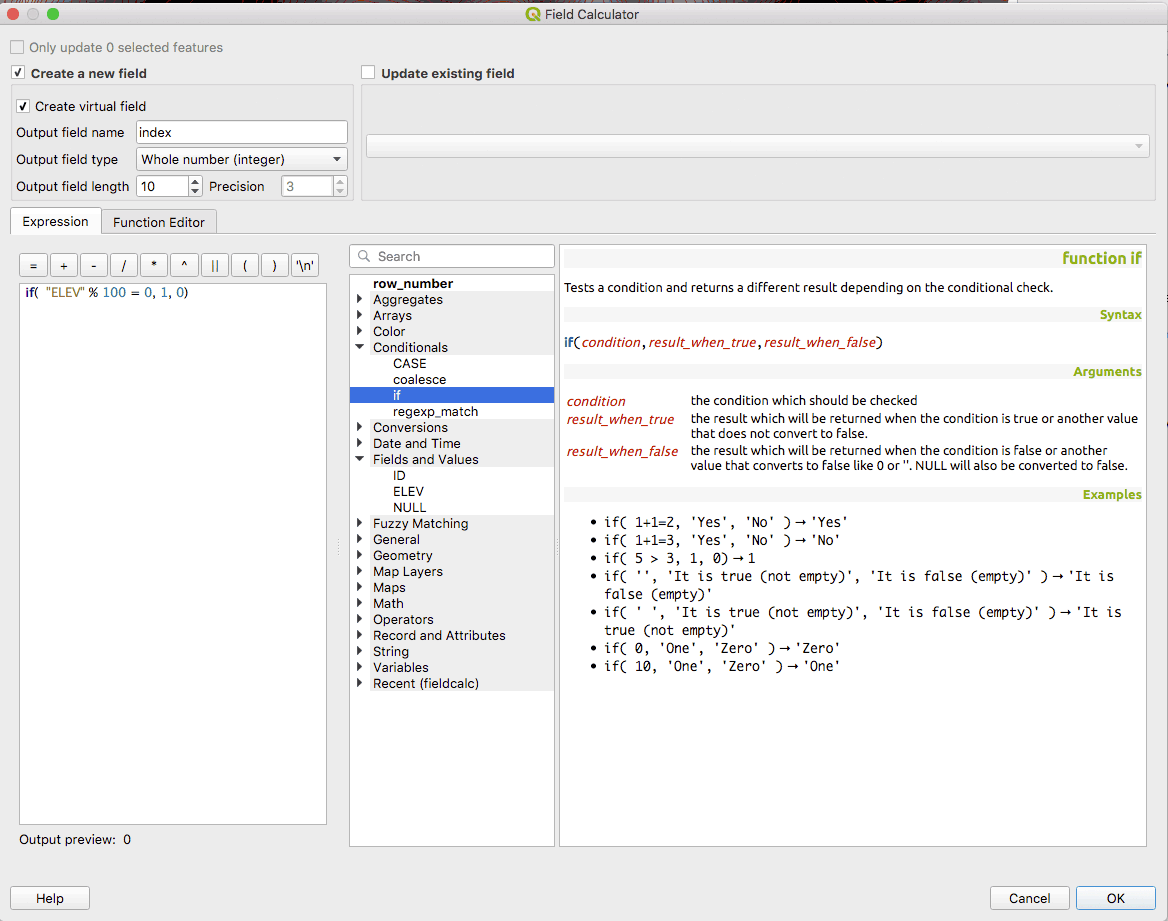 Field Calculator
Only update 0 selected features
Create a new field
Update existing field
Create virtual field
Output field name
index
Output field type
Whole number (integer)
Output field length
10
Precision
3
Expression
Function Editor
=
+
-
/
*
^
||
(
)
'\n'
if( "ELEV" % 100 = 0, 1, 0)
Output preview: 0
Search
row_number
Aggregates
Arrays
Color
Conditionals
CASE
coalesce
if
regexp_match
Conversions
Date and Time
Fields and Values
ID
ELEV
NULL
Fuzzy Matching
General
Geometry
Map Layers
Maps
Math
Operators
Record and Attributes
String
Variables
Recent (fieldcalc)
function if
Tests a condition and returns a different result depending on the conditional check.
Syntax
if(condition,result_when_true,result_when_false)
Arguments
condition the condition which should be checked
result_when_true the result which will be returned when the condition is true or another value
that does not convert to false.
result_when_false the result which will be returned when the condition is false or another
value that converts to false like 0 or ''. NULL will also be converted to false.
Examples
• if( 1+1=2, 'Yes', 'No' ) → 'Yes'
• if( 1+1=3, 'Yes', 'No' ) → 'No'
• if( 5 > 3, 1, 0) → 1
• if( '', 'It is true (not empty)', 'It is false (empty)' ) → 'It is
false (empty)'
• if( ' ', 'It is true (not empty)', 'It is false (empty)' ) → 'It is
true (not empty)'
• if( 0, 'One', 'Zero' ) → 'Zero'
• if( 10, 'One', 'Zero' ) → 'One'
Help
Cancel
OK